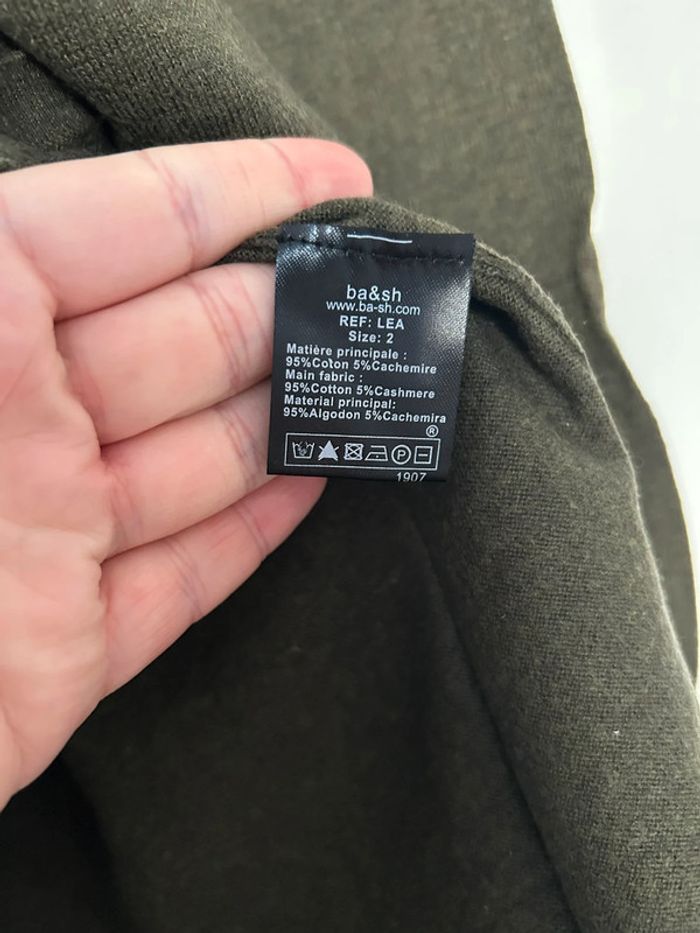 ba&sh
www.ba-sh.com
REF: LEA
Size: 2
Matière principale :
95%Coton 5%Cachemire
Main fabric :
95%Cotton 5%Cashmere
Material principal:
95%Algodon 5%Cachemira
®
P
1907